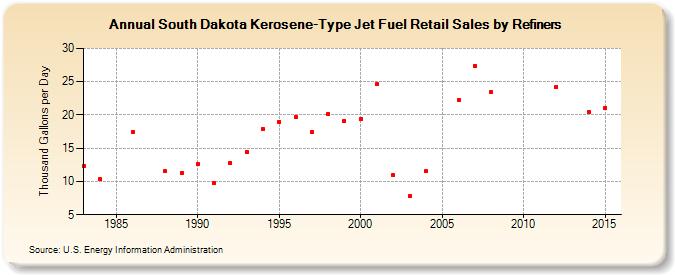 Annual South Dakota Kerosene-Type Jet Fuel Retail Sales by Refiners
Thousand Gallons per Day
30
25
20
15
10
5
1985 1990 1995 2000 2005 2010 2015
Source: U.S. Energy Information Administration